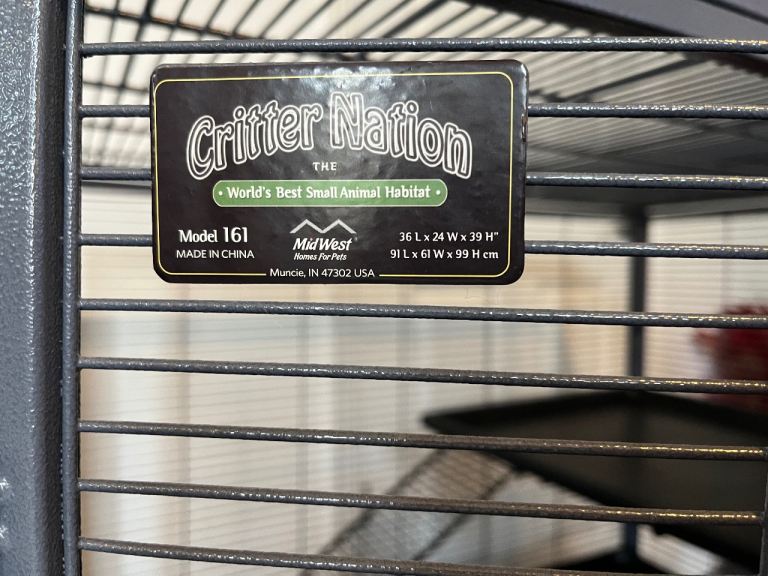 Critter Nation
THE
• World's Best Small Animal Habitat •
Model 161
MADE IN CHINA
MidWest
Homes For Pets
36 L x 24 W x 39 H"
91 L x 61 W x 99 H cm
Muncie, IN 47302 USA